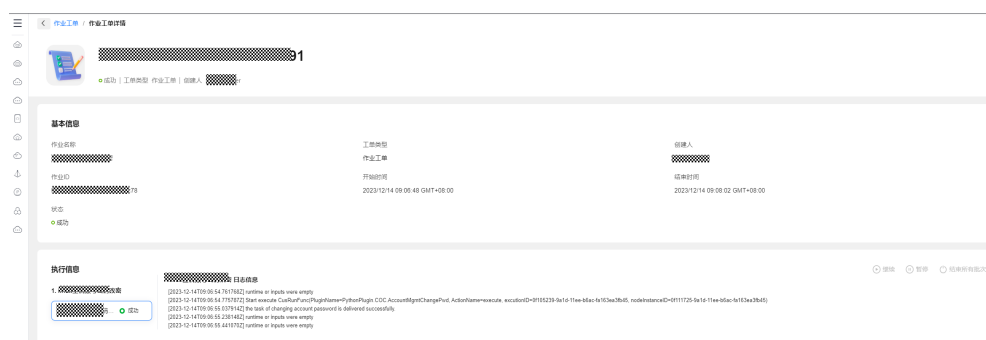 作业工单 / 作业工单详情
91
成功 | 工单类型 作业工单 | 创建人 r
基本信息
作业名称
工单类型
创建人
作业工单
作业ID
开始时间
结束时间
78
2023/12/14 09:06:48 GMT+08:00
2023/12/14 09:08:02 GMT+08:00
状态
成功
执行信息
继续 暂停 结束所有批次
日志信息
1.
[2023-12-14T09:06:54.761768Z] runtime or inputs were empty
[2023-12-14T09:06:54.775787Z] Start execute CusRunFunc(PluginName=PythonPlugin.COC.AccountMgmtChangePwd, ActionName=execute, excutionID=0f105239-9a1d-11ee-b6ac-fa163ea3fb45, nodeInstanceID=0f111725-9a1d-11ee-b6ac-fa163ea3fb45)
成功
[2023-12-14T09:06:55.037914Z] the task of changing account password is delivered successfully.
[2023-12-14T09:06:55.238148Z] runtime or inputs were empty
[2023-12-14T09:06:55.441070Z] runtime or inputs were empty